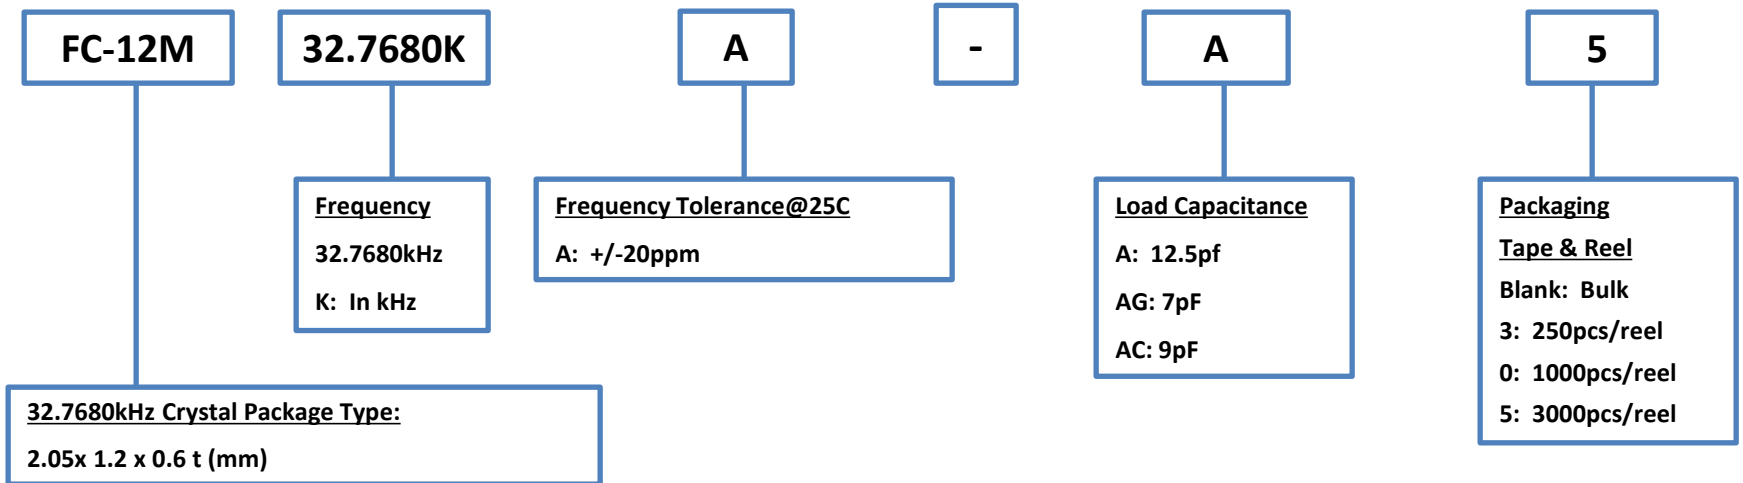 FC-12M 32.7680K A - A 5
Frequency
32.7680kHz
K: In kHz
Frequency Tolerance@25C
A: +/-20ppm
Load Capacitance
A: 12.5pf
AG: 7pF
AC: 9pF
Packaging
Tape & Reel
Blank: Bulk
3: 250pcs/reel
0: 1000pcs/reel
5: 3000pcs/reel
32.7680kHz Crystal Package Type:
2.05x 1.2 x 0.6 t (mm)